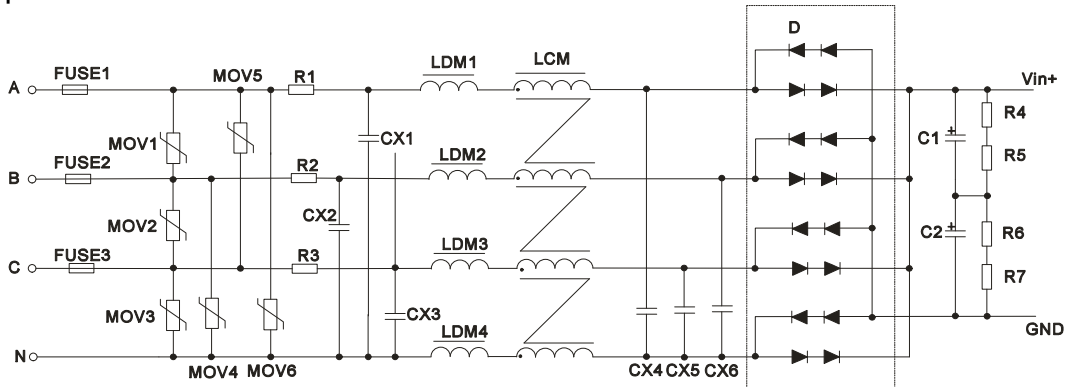 D
FUSE1
MOV5
R1
LDM1
LCM
A
Vin+
MOV1
CX1
C1
+
R4
R5
FUSE2
R2
LDM2
B
MOV2
CX2
C2
+
R6
FUSE3
R3
LDM3
C
R7
MOV3
CX3
LDM4
GND
N
MOV4
MOV6
CX4
CX5
CX6